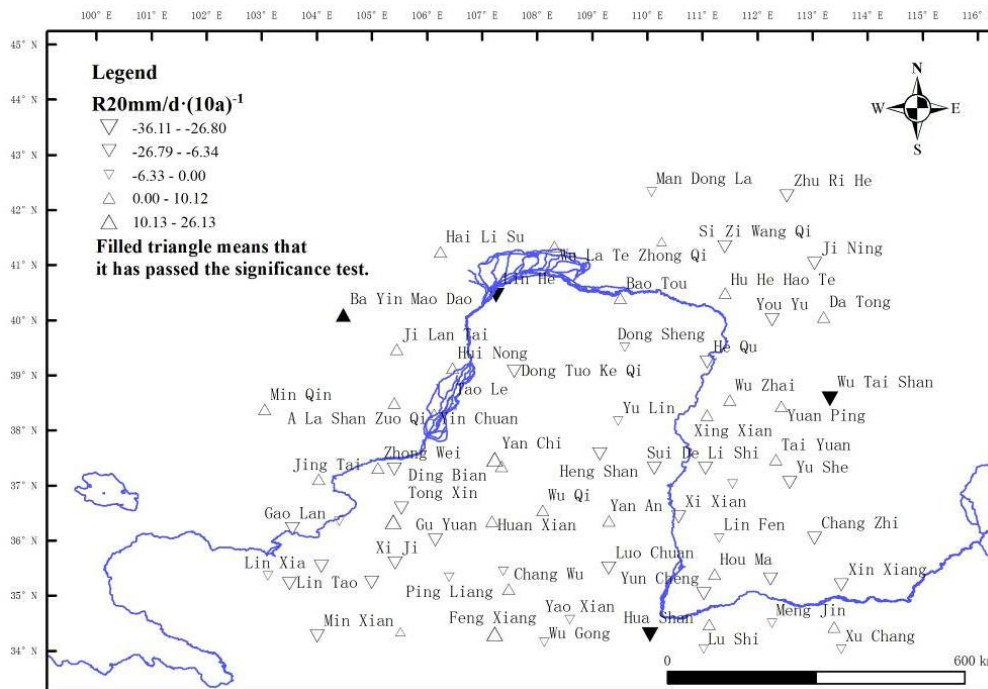 100° E 101° E 102° E 103° E 104° E 105° E 106° E 107° E 108° E 109° E 110° E 111° E 112° E 113° E 114° E 115° E 116°
45° N
44° N
43° N
42° N
41° N
40° N
39° N
38° N
37° N
36° N
35° N
34° N
Legend
R20mm/d·(10a)⁻¹
-36.11 - -26.80
-26.79 - -6.34
-6.33 - 0.00
0.00 - 10.12
10.13 - 26.13
Filled triangle means that
it has passed the significance test.
N
W E
S
Man Dong La
Zhu Ri He
Si Zi Wang Qi
Hai Li Su
Wu La Te Zhong Qi
Ji Ning
Lin He
Hu He Hao Te
Ba Yin Mao Dao
Bao Tou
You Yu
Da Tong
Ji Lan Tai
Dong Sheng
Hui Nong
He Qu
Dong Tuo Ke Qi
Min Qin
Tao Le
Wu Zhai
Wu Tai Shan
A La Shan Zuo Qi
Yin Chuan
Yu Lin
Yuan Ping
Xing Xian
Zhong Wei
Yan Chi
Sui De
Li Shi
Tai Yuan
Jing Tai
Ding Bian
Heng Shan
Yu She
Tong Xin
Wu Qi
Gao Lan
Yan An
Xi Xian
Gu Yuan
Huan Xian
Lin Fen
Chang Zhi
Xi Ji
Lin Xia
Luo Chuan
Hou Ma
Lin Tao
Chang Wu
Yun Cheng
Xin Xiang
Ping Liang
Min Xian
Feng Xiang
Yao Xian
Hua Shan
Meng Jin
Wu Gong
Lu Shi
Xu Chang
0 300 600 km